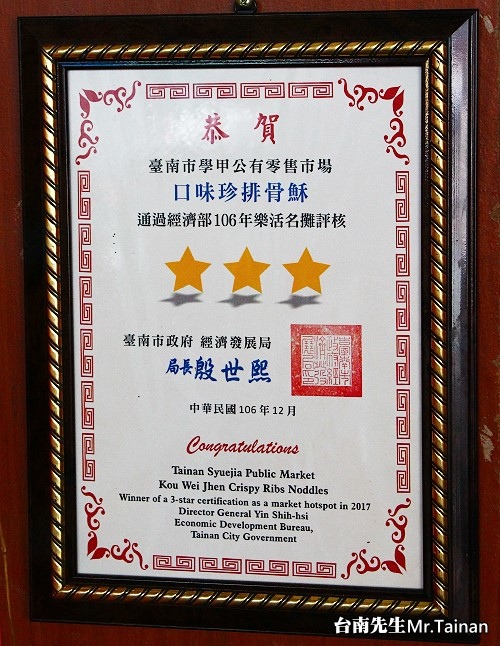 恭賀
臺南市學甲公有零售市場
口味珍排骨酥
通過經濟部106年樂活名攤評核
臺南市政府 經濟發展局
局長殷世熙
中華民國106年12月
Congratulations
Tainan Syuejia Public Market
Kou Wei Jhen Crispy Ribs Noddles
Winner of a 3-star certification as a market hotspot in 2017
Director General Yin Shih-hsi
Economic Development Bureau,
Tainan City Government
台南先生Mr.Tainan